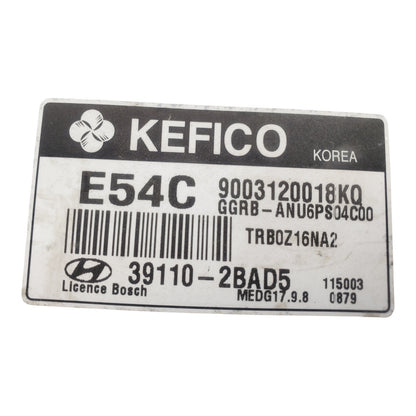 KEFICO KOREA
E54C 9003120018KQ
GGRB-ANU6PS04C00
TRB0Z16NA2
39110-2BAD5 115003
Licence Bosch MEDG17.9.8 0879